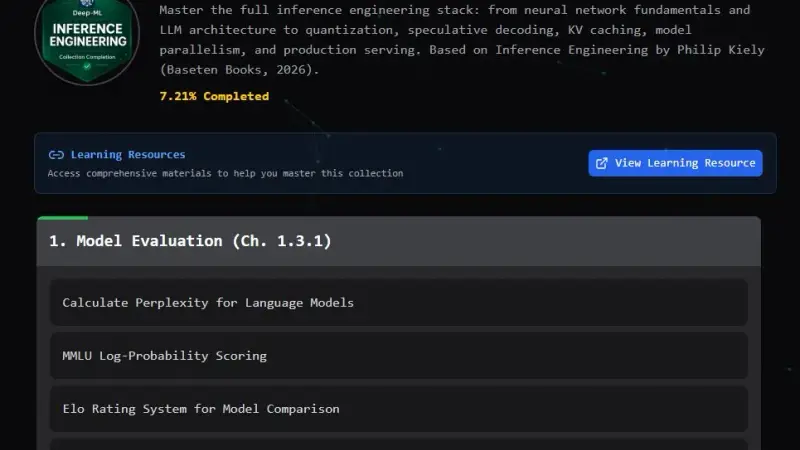 Deep-ML
INFERENCE
ENGINEERING
Collection Completion
Master the full inference engineering stack: from neural network fundamentals and
LLM architecture to quantization, speculative decoding, KV caching, model
parallelism, and production serving. Based on Inference Engineering by Philip Kiely
(Baseten Books, 2026).
7.21% Completed
Learning Resources
Access comprehensive materials to help you master this collection
View Learning Resource
1. Model Evaluation (Ch. 1.3.1)
Calculate Perplexity for Language Models
MMLU Log-Probability Scoring
Elo Rating System for Model Comparison